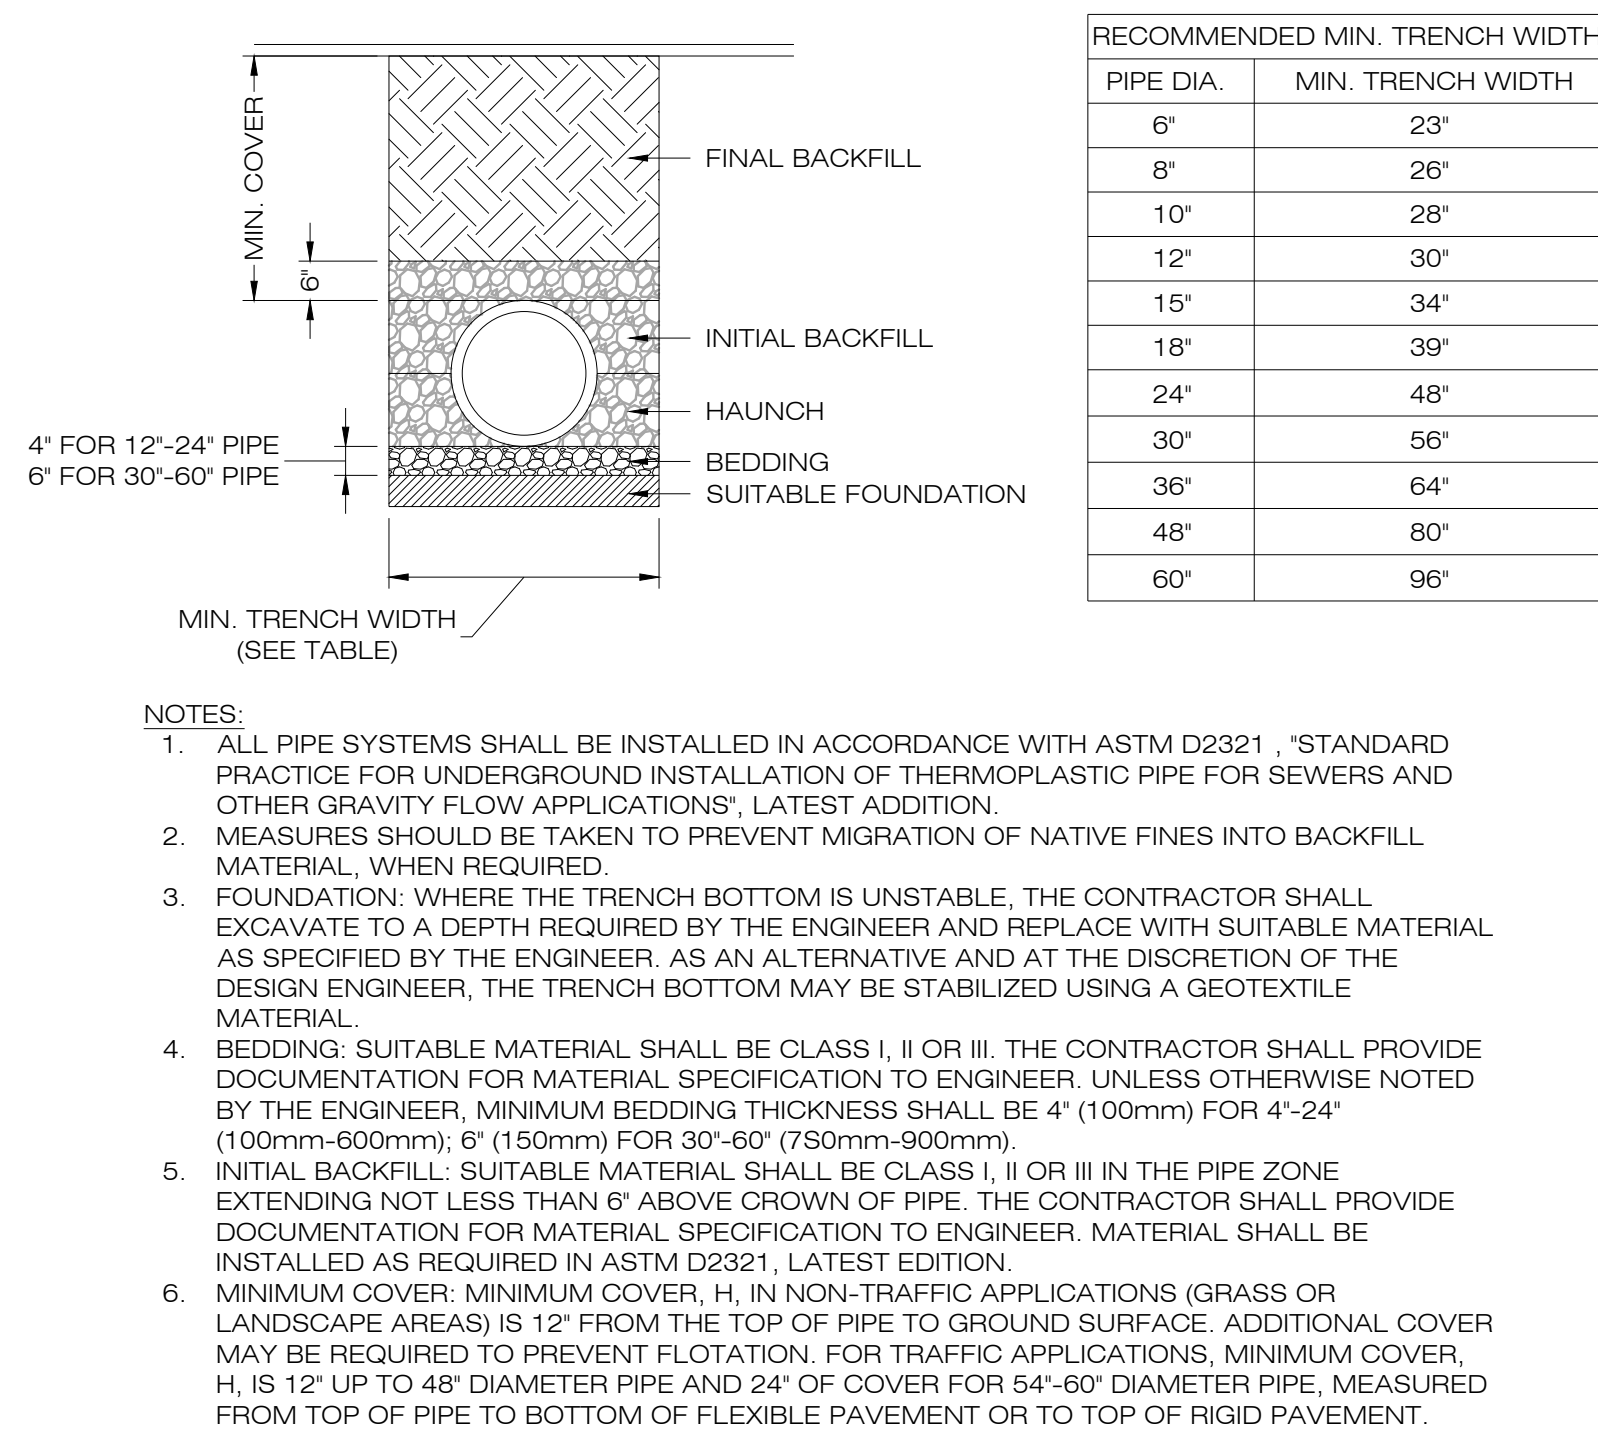 MIN. COVER
6"
FINAL BACKFILL
INITIAL BACKFILL
HAUNCH
BEDDING
SUITABLE FOUNDATION
4" FOR 12"-24" PIPE
6" FOR 30"-60" PIPE
MIN. TRENCH WIDTH
(SEE TABLE)
RECOMMENDED MIN. TRENCH WIDTH
PIPE DIA. MIN. TRENCH WIDTH
6" 23"
8" 26"
10" 28"
12" 30"
15" 34"
18" 39"
24" 48"
30" 56"
36" 64"
48" 80"
60" 96"
NOTES:
1. ALL PIPE SYSTEMS SHALL BE INSTALLED IN ACCORDANCE WITH ASTM D2321 , "STANDARD
PRACTICE FOR UNDERGROUND INSTALLATION OF THERMOPLASTIC PIPE FOR SEWERS AND
OTHER GRAVITY FLOW APPLICATIONS", LATEST ADDITION.
2. MEASURES SHOULD BE TAKEN TO PREVENT MIGRATION OF NATIVE FINES INTO BACKFILL
MATERIAL, WHEN REQUIRED.
3. FOUNDATION: WHERE THE TRENCH BOTTOM IS UNSTABLE, THE CONTRACTOR SHALL
EXCAVATE TO A DEPTH REQUIRED BY THE ENGINEER AND REPLACE WITH SUITABLE MATERIAL
AS SPECIFIED BY THE ENGINEER. AS AN ALTERNATIVE AND AT THE DISCRETION OF THE
DESIGN ENGINEER, THE TRENCH BOTTOM MAY BE STABILIZED USING A GEOTEXTILE
MATERIAL.
4. BEDDING: SUITABLE MATERIAL SHALL BE CLASS I, II OR III. THE CONTRACTOR SHALL PROVIDE
DOCUMENTATION FOR MATERIAL SPECIFICATION TO ENGINEER. UNLESS OTHERWISE NOTED
BY THE ENGINEER, MINIMUM BEDDING THICKNESS SHALL BE 4" (100mm) FOR 4"-24"
(100mm-600mm); 6" (150mm) FOR 30"-60" (7S0mm-900mm).
5. INITIAL BACKFILL: SUITABLE MATERIAL SHALL BE CLASS I, II OR III IN THE PIPE ZONE
EXTENDING NOT LESS THAN 6" ABOVE CROWN OF PIPE. THE CONTRACTOR SHALL PROVIDE
DOCUMENTATION FOR MATERIAL SPECIFICATION TO ENGINEER. MATERIAL SHALL BE
INSTALLED AS REQUIRED IN ASTM D2321, LATEST EDITION.
6. MINIMUM COVER: MINIMUM COVER, H, IN NON-TRAFFIC APPLICATIONS (GRASS OR
LANDSCAPE AREAS) IS 12" FROM THE TOP OF PIPE TO GROUND SURFACE. ADDITIONAL COVER
MAY BE REQUIRED TO PREVENT FLOTATION. FOR TRAFFIC APPLICATIONS, MINIMUM COVER,
H, IS 12" UP TO 48" DIAMETER PIPE AND 24" OF COVER FOR 54"-60" DIAMETER PIPE, MEASURED
FROM TOP OF PIPE TO BOTTOM OF FLEXIBLE PAVEMENT OR TO TOP OF RIGID PAVEMENT.